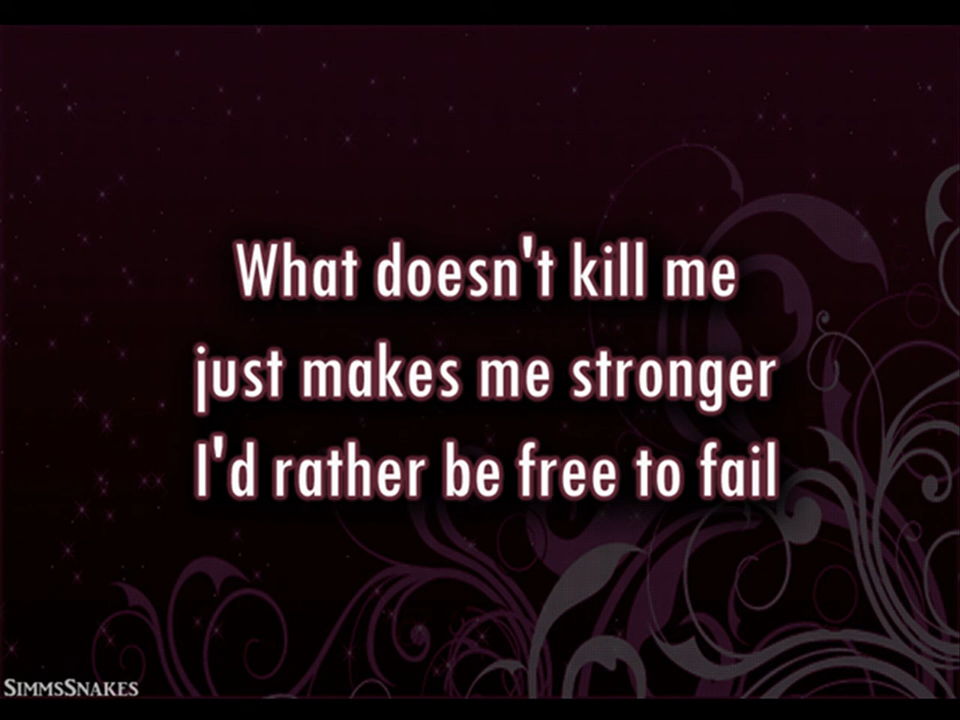 What doesn't kill me
just makes me stronger
I'd rather be free to fail
SimmsSnakes